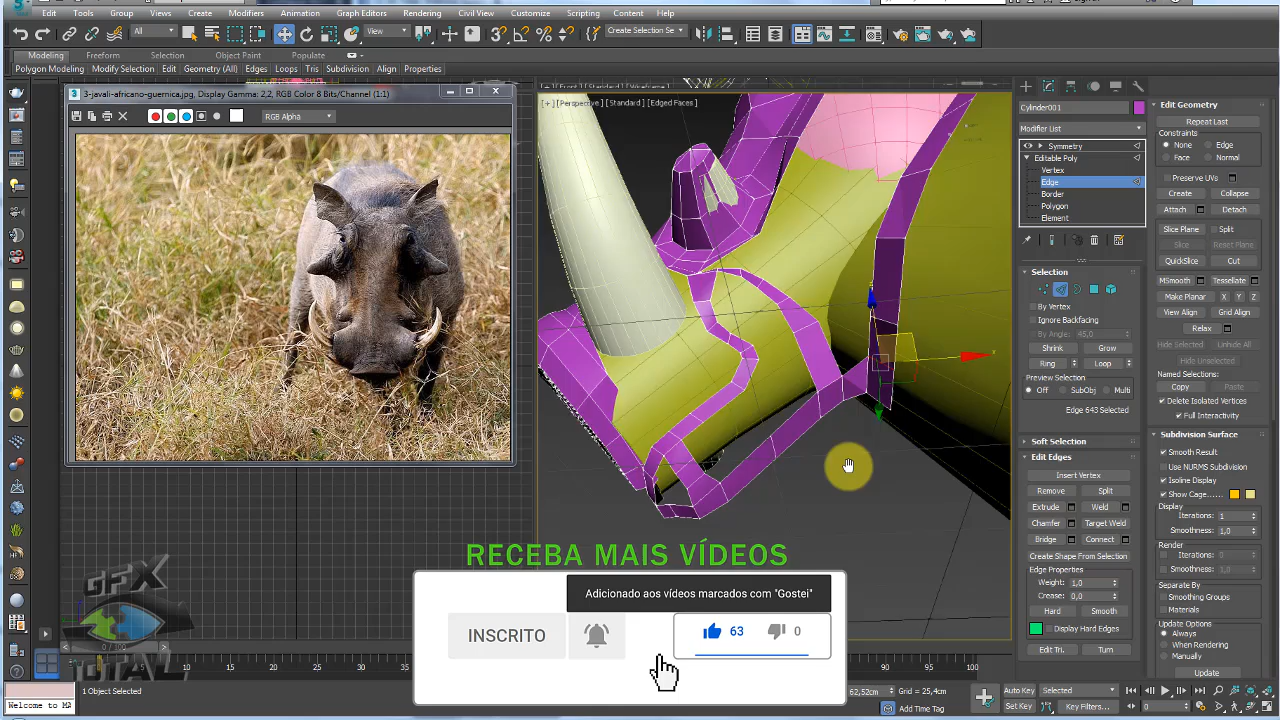 Edit Tools Group Views Create Modifiers Animation Graph Editors Rendering Civil View Customize Scripting Content Help
All View Create Selection Se
Modeling Freeform Selection Object Paint Populate
Polygon Modeling Modify Selection Edit Geometry (All) Edges Loops Tris Subdivision Align Properties
3-javali-africano-guernica.jpg, Display Gamma: 2.2, RGB Color 8 Bits/Channel (1:1)
RGB Alpha
[+] [Perspective] [Standard] [Edged Faces]
Cylinder001
Modifier List
Symmetry
Editable Poly
Vertex
Edge
Border
Polygon
Element
Selection
By Vertex
Ignore Backfacing
By Angle: 45,0
Shrink Grow
Ring Loop
Preview Selection
Off SubObj Multi
Edge 643 Selected
Soft Selection
Edit Edges
Insert Vertex
Remove Split
Extrude Weld
Chamfer Target Weld
Bridge Connect
Create Shape From Selection
Edge Properties
Weight: 1,0
Crease: 0,0
Hard Smooth
Display Hard Edges
Edit Tri. Turn
Edit Geometry
Repeat Last
Constraints
None Edge
Face Normal
Preserve UVs
Create Collapse
Attach Detach
Slice Plane Split
Slice Reset Plane
QuickSlice Cut
MSmooth Tessellate
Make Planar X Y Z
View Align Grid Align
Relax
Hide Selected Unhide All
Hide Unselected
Named Selections:
Copy Paste
Delete Isolated Vertices
Full Interactivity
Subdivision Surface
Smooth Result
Use NURMS Subdivision
Isoline Display
Show Cage......
Display
Iterations: 1
Smoothness: 1,0
Render
Iterations: 0
Smoothness: 1,0
Separate By
Smoothing Groups
Materials
Update Options
Always
When Rendering
Manually
Update
RECEBA MAIS VÍDEOS
Adicionado aos vídeos marcados com "Gostei"
INSCRITO 63 0
GFX
TOTAL
0 / 100
5 10 15 20 25 30 35 85 90 95 100
1 Object Selected
Welcome to MA
62,52cm Grid = 25,4cm
Add Time Tag
Auto Key Selected
Set Key Key Filters...
0